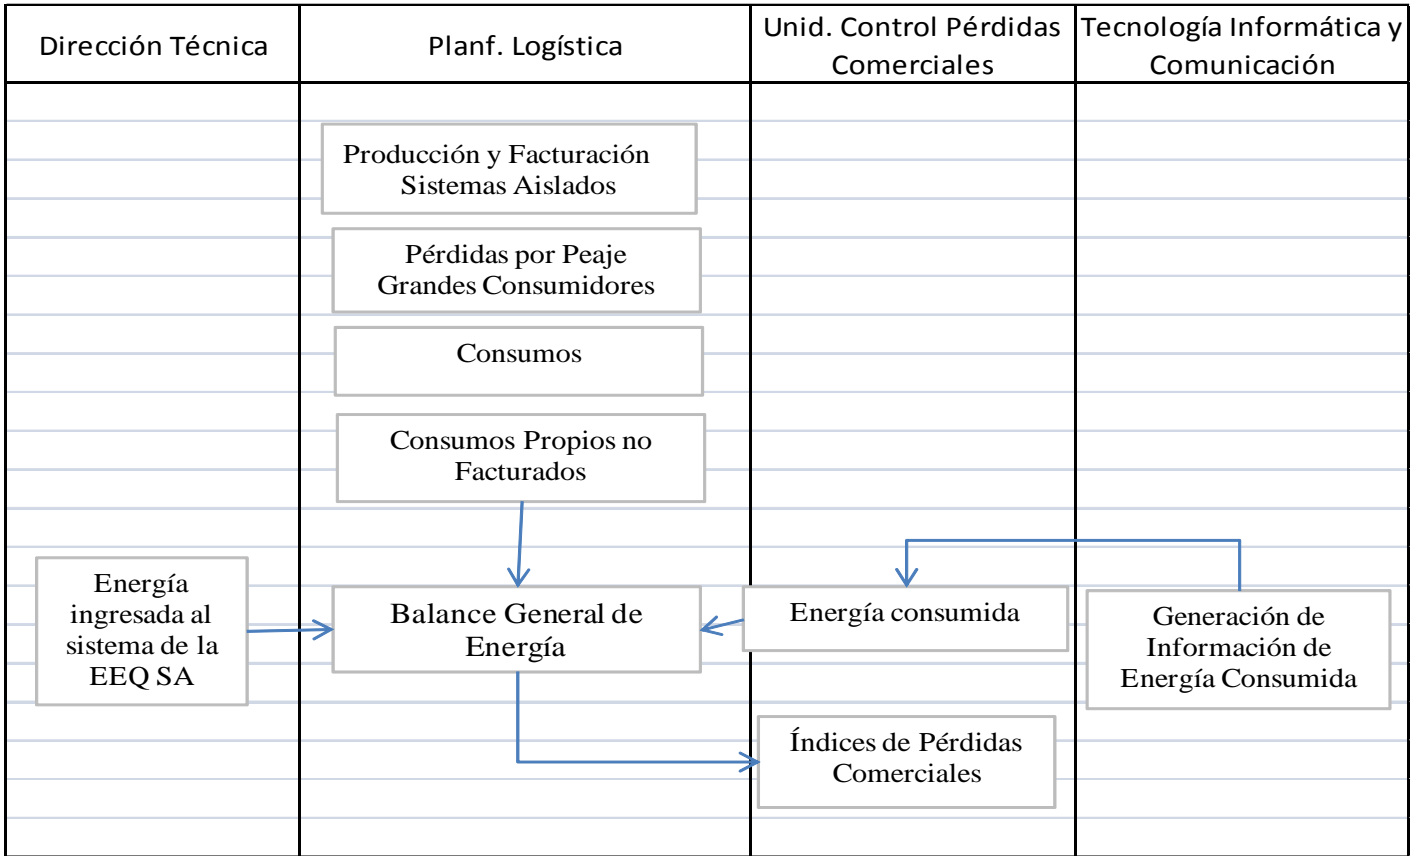 Dirección Técnica
Planf. Logística
Unid. Control Pérdidas
Comerciales
Tecnología Informática y
Comunicación
Producción y Facturación
Sistemas Aislados
Pérdidas por Peaje
Grandes Consumidores
Consumos
Consumos Propios no
Facturados
Energía
ingresada al
sistema de la
EEQ SA
Balance General de
Energía
Energía consumida
Generación de
Información de
Energía Consumida
Índices de Pérdidas
Comerciales